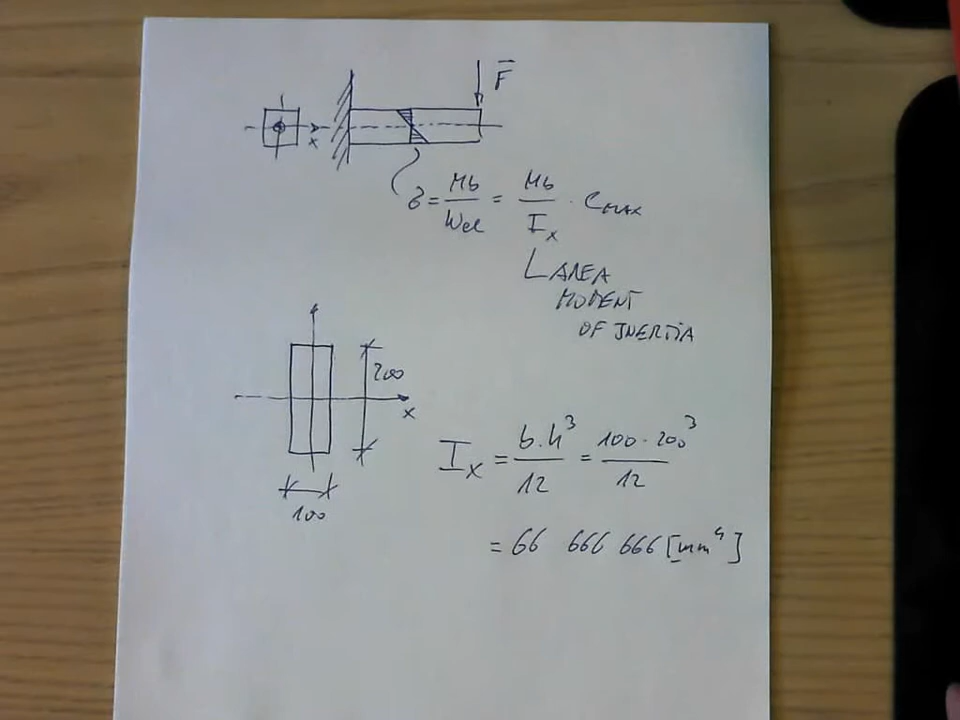 F
x
σ = Mb / Wel = Mb / Ix · eMAX
AREA
MOMENT
OF INERTIA
200
x
100
Ix = b.h³ / 12 = 100 · 200³ / 12
= 66 666 666 [mm⁴]